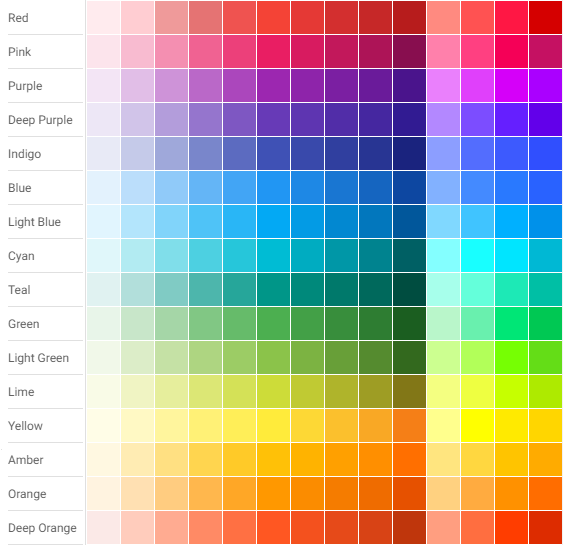 Red
Pink
Purple
Deep Purple
Indigo
Blue
Light Blue
Cyan
Teal
Green
Light Green
Lime
Yellow
Amber
Orange
Deep Orange